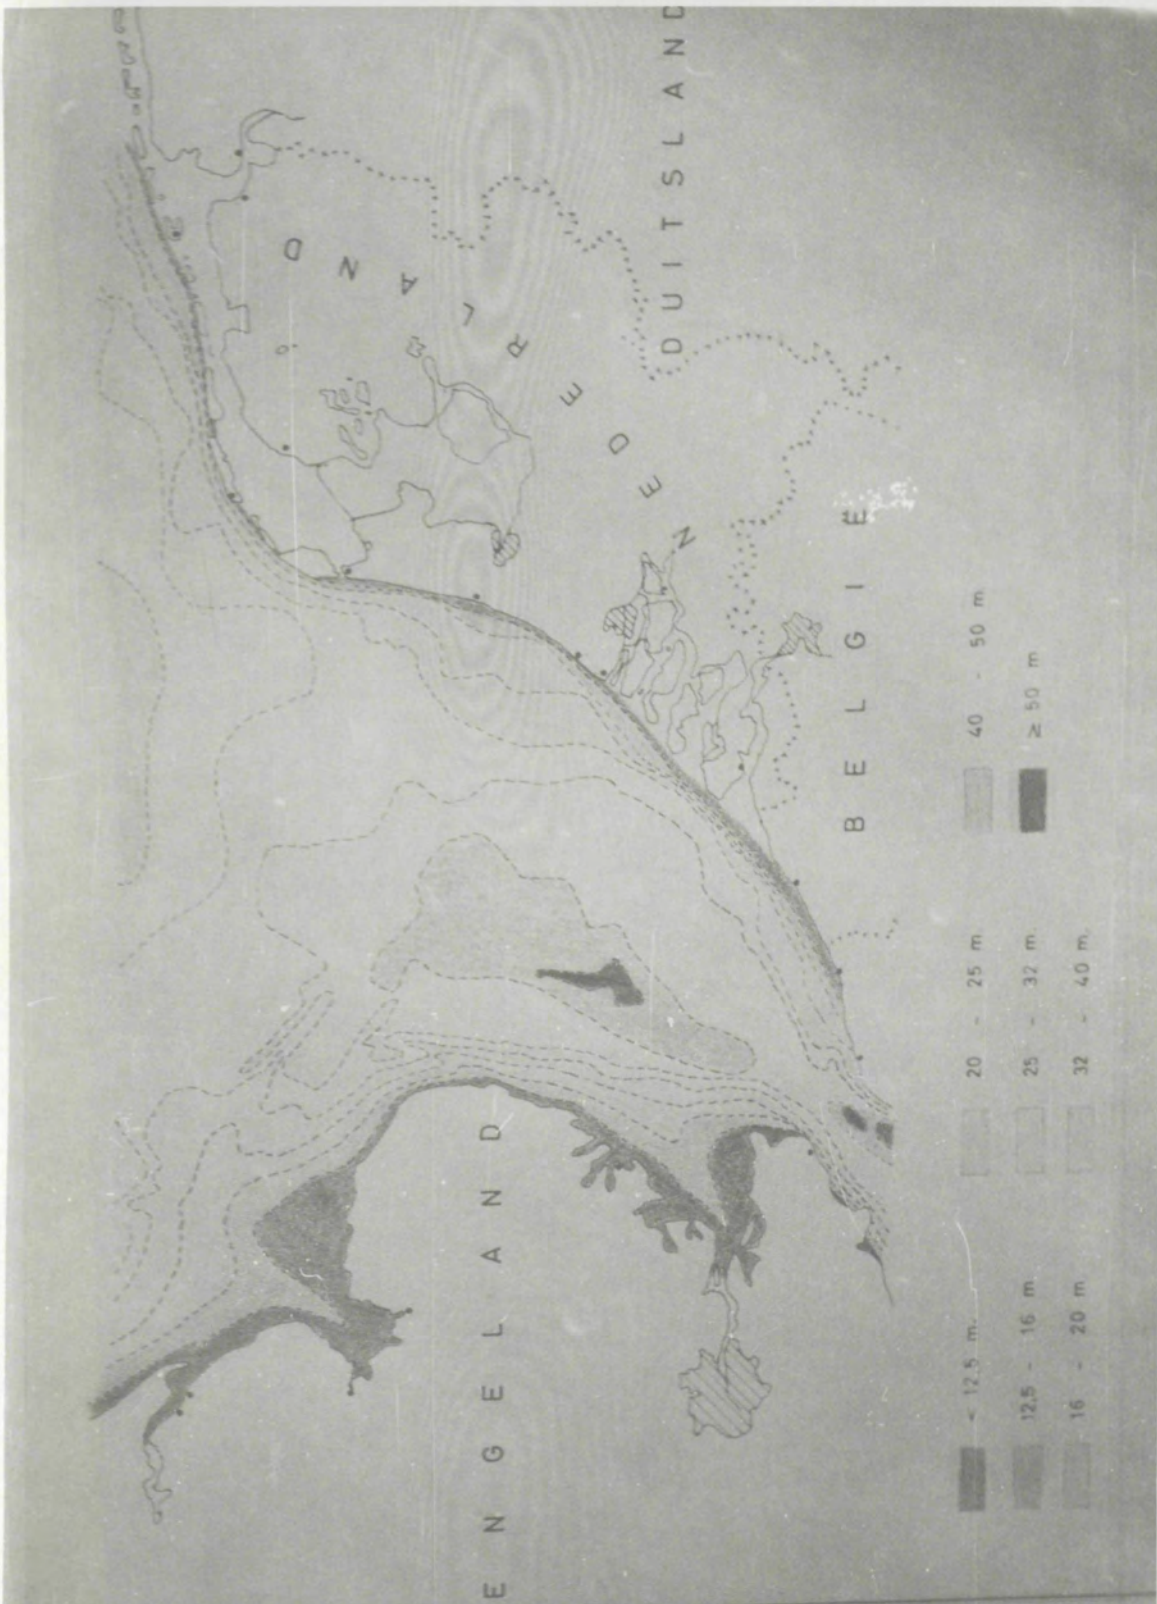 ENGELAND
NEDERLAND
DUITSLAND
BELGIË
< 12,5 m.
12,5 - 16 m
16 - 20 m
20 - 25 m
25 - 32 m
32 - 40 m
40 - 50 m
≥ 50 m